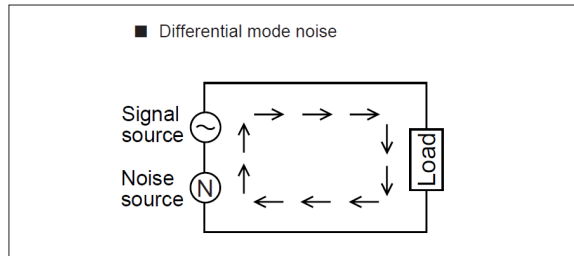 ■ Differential mode noise
Signal
source
Noise
source
N
Load